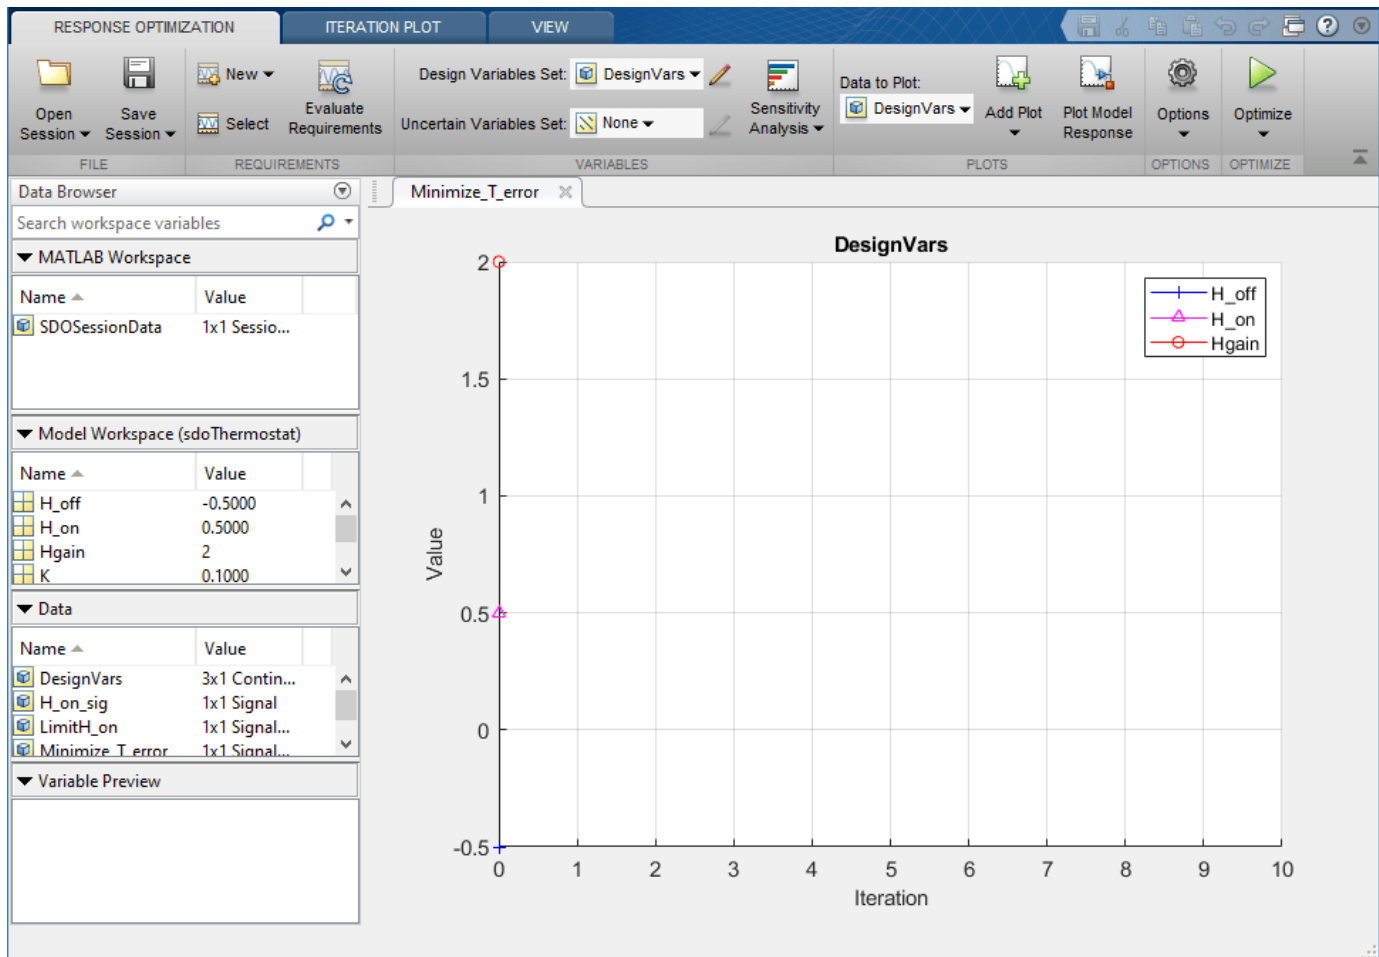 RESPONSE OPTIMIZATION
ITERATION PLOT
VIEW
Open Session
Save Session
FILE
New
Select
Evaluate Requirements
REQUIREMENTS
Design Variables Set: DesignVars
Uncertain Variables Set: None
Sensitivity Analysis
VARIABLES
Data to Plot:
DesignVars
Add Plot
Plot Model Response
PLOTS
Options
OPTIONS
Optimize
OPTIMIZE
Data Browser
Search workspace variables
MATLAB Workspace
Name Value
SDOSessionData 1x1 Sessio...
Model Workspace (sdoThermostat)
Name Value
H_off -0.5000
H_on 0.5000
Hgain 2
K 0.1000
Data
Name Value
DesignVars 3x1 Contin...
H_on_sig 1x1 Signal
LimitH_on 1x1 Signal...
Minimize_T_error 1x1 Signal...
Variable Preview
Minimize_T_error
DesignVars
H_off
H_on
Hgain
2
1.5
1
0.5
0
-0.5
Value
0 1 2 3 4 5 6 7 8 9 10
Iteration